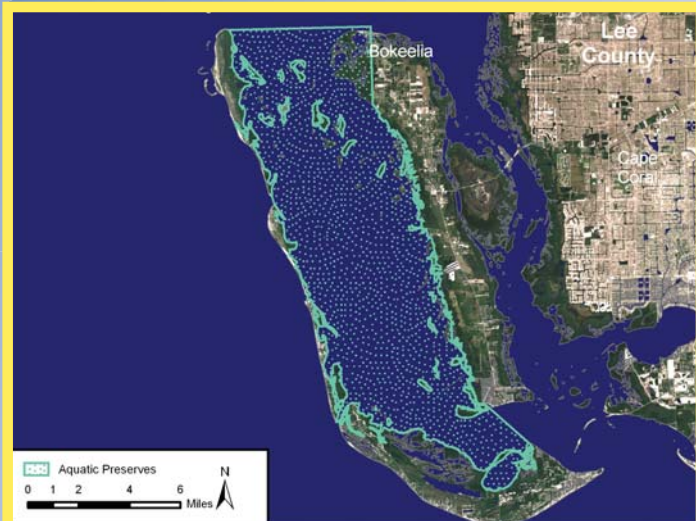 Lee
County
Bokeelia
Cape
Coral
Aquatic Preserves
N
0 1 2 4 6
Miles